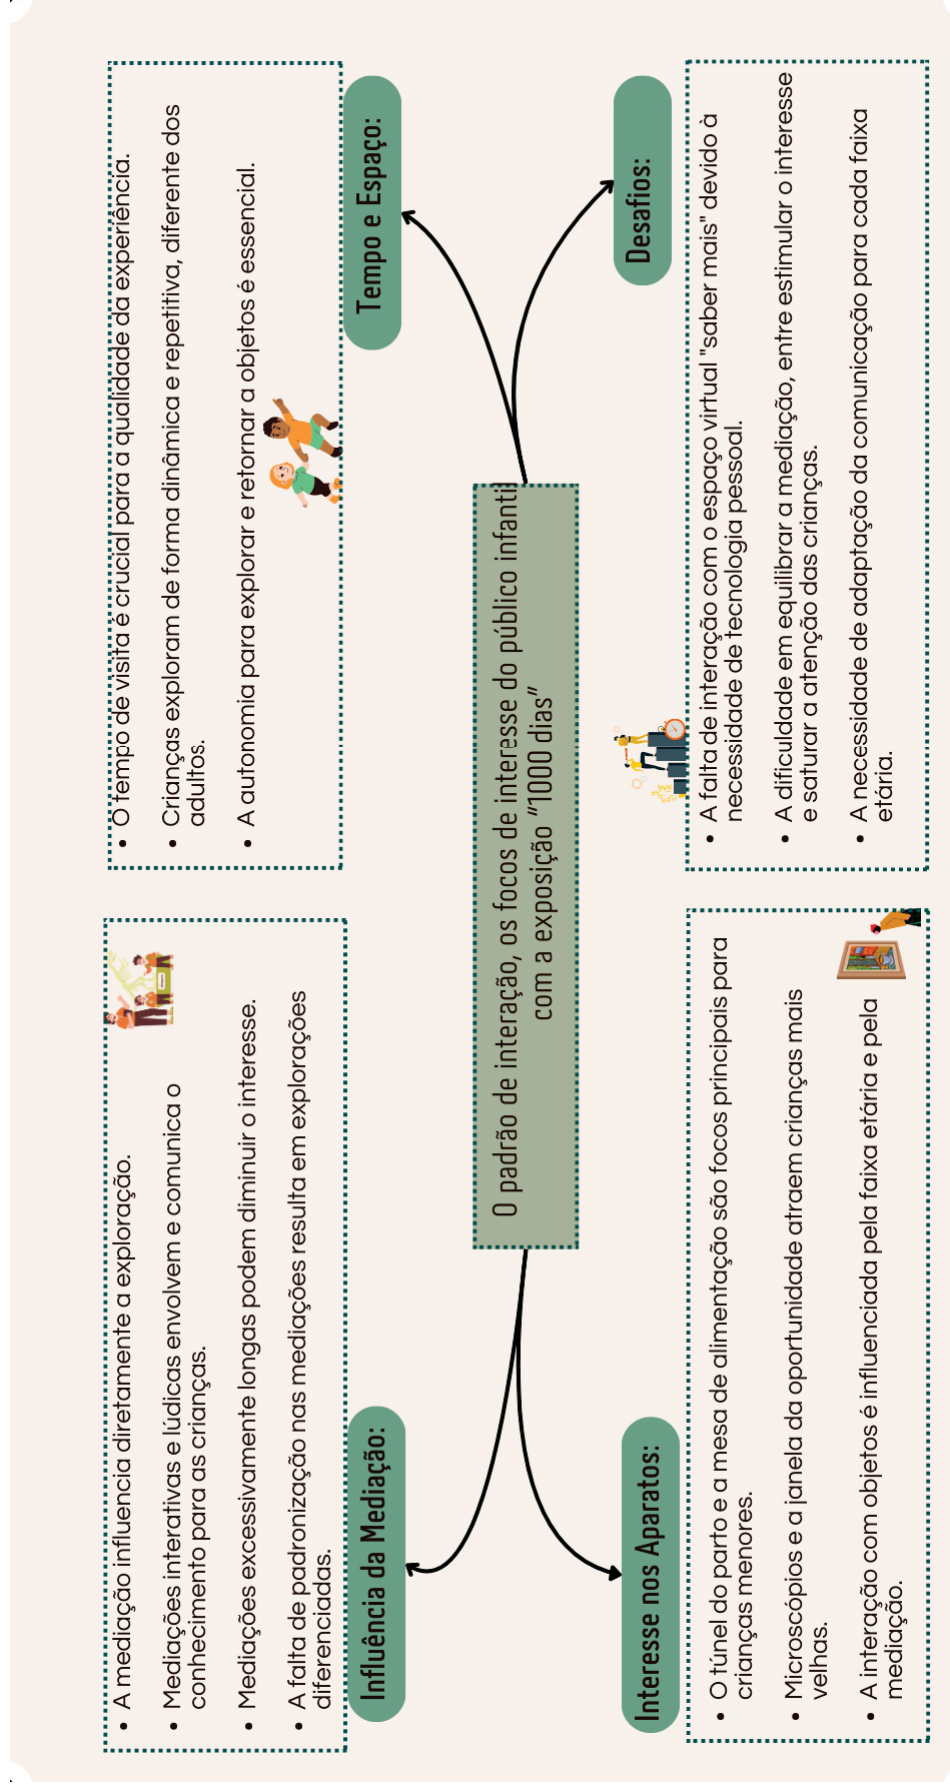 Influência da Mediação:
• A mediação influencia diretamente a exploração.
• Mediações interativas e lúdicas envolvem e comunica o
conhecimento para as crianças.
• Mediações excessivamente longas podem diminuir o interesse.
• A falta de padronização nas mediações resulta em explorações
diferenciadas.
Tempo e Espaço:
• O tempo de visita é crucial para a qualidade da experiência.
• Crianças exploram de forma dinâmica e repetitiva, diferente dos
adultos.
• A autonomia para explorar e retornar a objetos é essencial.
O padrão de interação, os focos de interesse do público infantil
com a exposição "1000 dias"
Interesse nos Aparatos:
• O túnel do parto e a mesa de alimentação são focos principais para
crianças menores.
• Microscópios e a janela da oportunidade atraem crianças mais
velhas.
• A interação com objetos é influenciada pela faixa etária e pela
mediação.
Desafios:
• A falta de interação com o espaço virtual "saber mais" devido à
necessidade de tecnologia pessoal.
• A dificuldade em equilibrar a mediação, entre estimular o interesse
e saturar a atenção das crianças.
• A necessidade de adaptação da comunicação para cada faixa
etária.